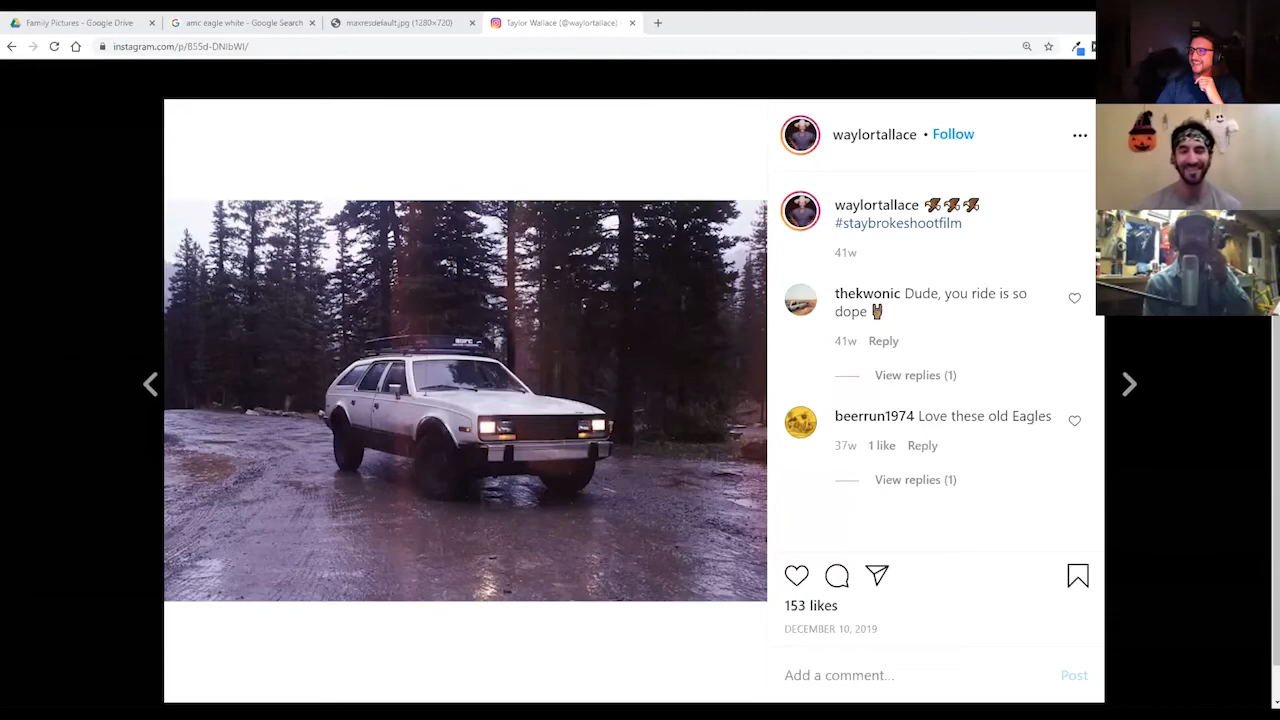 Family Pictures - Google Drive
amc eagle white - Google Search
maxresdefault.jpg (1280×720)
Taylor Wallace (@waylortallace) ·
instagram.com/p/B55d-DNlbWI/
waylortallace • Follow
waylortallace
#staybrokeshootfilm
41w
thekwonic Dude, you ride is so
dope
41w Reply
View replies (1)
beerrun1974 Love these old Eagles
37w 1 like Reply
View replies (1)
153 likes
DECEMBER 10, 2019
Add a comment... Post